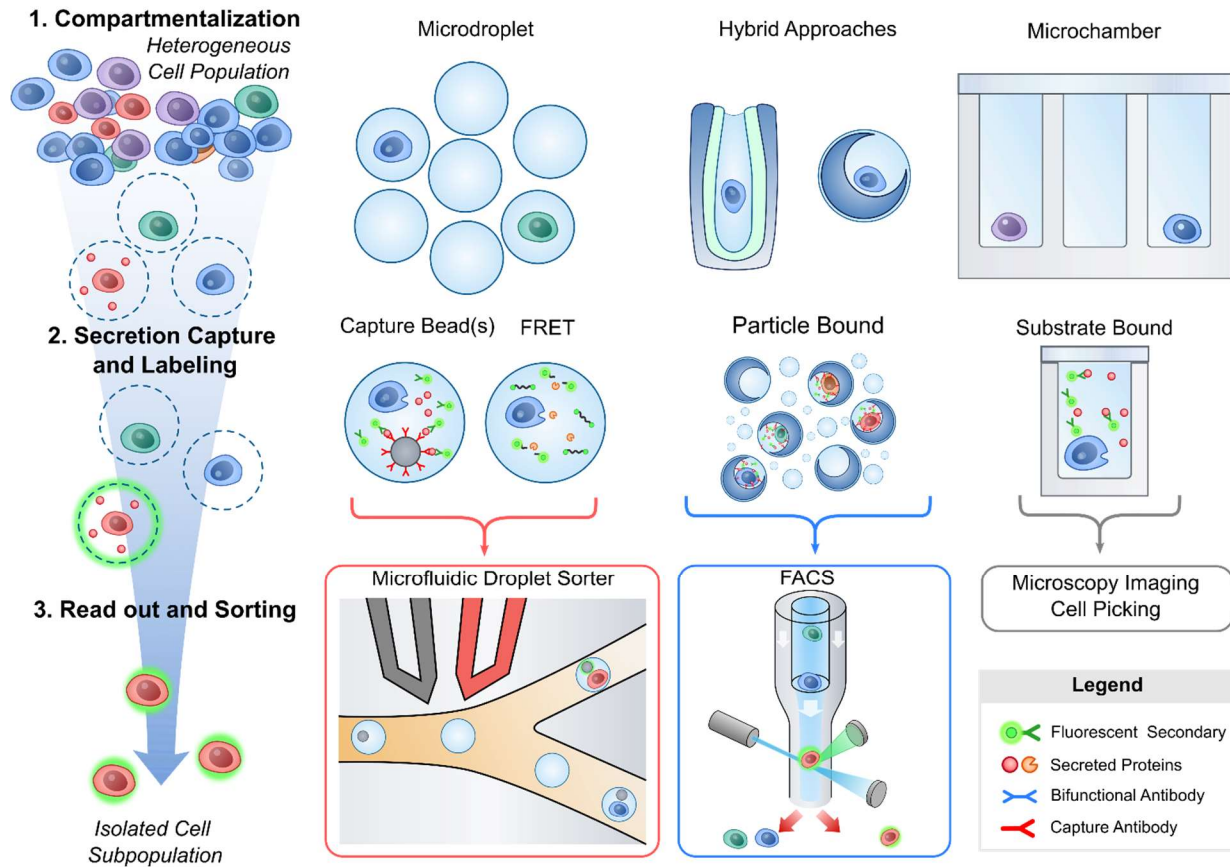 1. Compartmentalization
Heterogeneous
Cell Population
Microdroplet
Hybrid Approaches
Microchamber
2. Secretion Capture
and Labeling
Capture Bead(s)
FRET
Particle Bound
Substrate Bound
3. Read out and Sorting
Microfluidic Droplet Sorter
FACS
Microscopy Imaging
Cell Picking
Isolated Cell
Subpopulation
Legend
Fluorescent Secondary
Secreted Proteins
Bifunctional Antibody
Capture Antibody